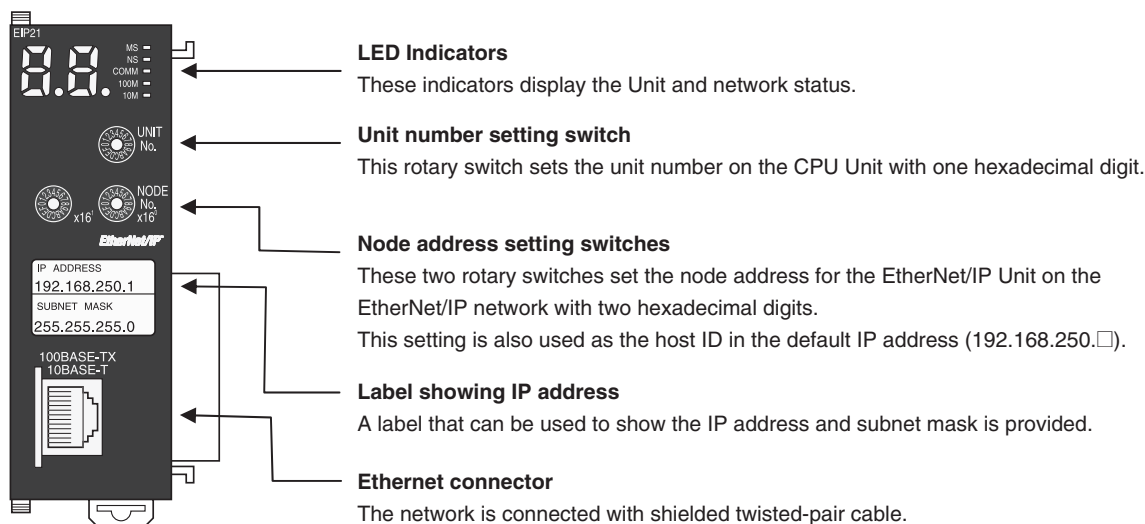 EIP21
8.8.
MS
NS
COMM
100M
10M
UNIT
No.
NODE
No.
x16¹
x16⁰
EtherNet/IP
IP ADDRESS
192.168.250.1
SUBNET MASK
255.255.255.0
100BASE-TX
10BASE-T
LED Indicators
These indicators display the Unit and network status.
Unit number setting switch
This rotary switch sets the unit number on the CPU Unit with one hexadecimal digit.
Node address setting switches
These two rotary switches set the node address for the EtherNet/IP Unit on the
EtherNet/IP network with two hexadecimal digits.
This setting is also used as the host ID in the default IP address (192.168.250.□).
Label showing IP address
A label that can be used to show the IP address and subnet mask is provided.
Ethernet connector
The network is connected with shielded twisted-pair cable.